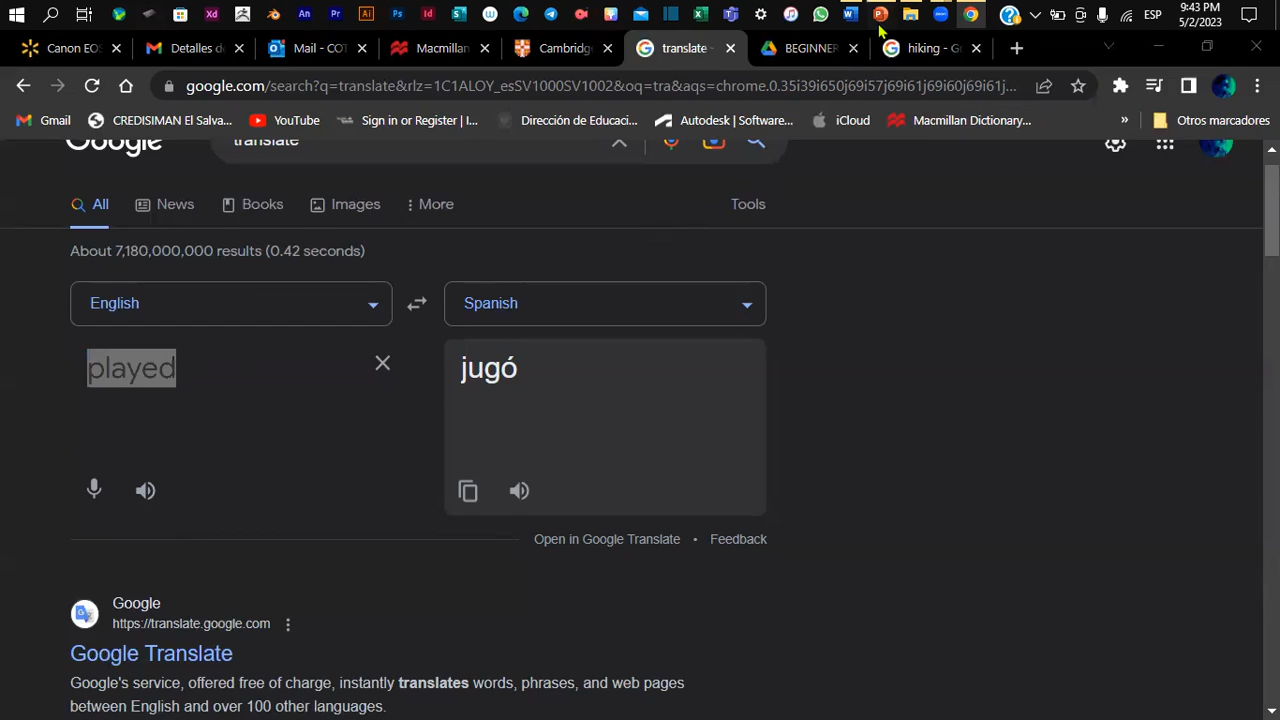 ESP
9:43 PM
5/2/2023
Canon EOS
Detalles d
Mail - COT
Macmillan
Cambridg
translate -
BEGINNER
hiking - G
google.com/search?q=translate&rlz=1C1ALOY_esSV1000SV1002&oq=tra&aqs=chrome.0.35i39i650j69i57j69i61j69i60j69i61j...
Gmail
CREDISIMAN El Salva...
YouTube
Sign in or Register | I...
Dirección de Educaci...
Autodesk | Software...
iCloud
Macmillan Dictionary...
»
Otros marcadores
Google
translate
All
News
Books
Images
More
Tools
About 7,180,000,000 results (0.42 seconds)
English
Spanish
played
jugó
Open in Google Translate • Feedback
Google
https://translate.google.com
Google Translate
Google's service, offered free of charge, instantly translates words, phrases, and web pages
between English and over 100 other languages.